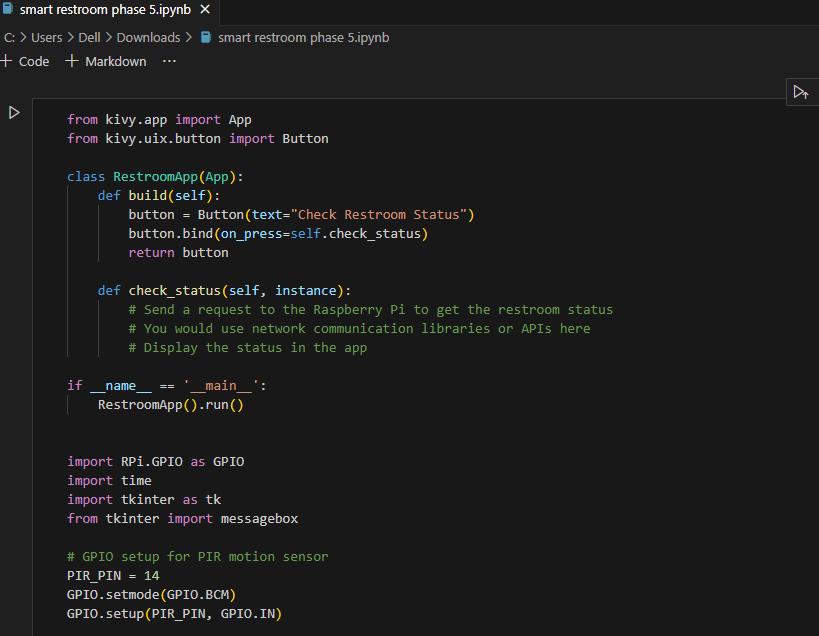 smart restroom phase 5.ipynb ×
C: > Users > Dell > Downloads > smart restroom phase 5.ipynb
+ Code + Markdown ...
from kivy.app import App
from kivy.uix.button import Button
class RestroomApp(App):
    def build(self):
        button = Button(text="Check Restroom Status")
        button.bind(on_press=self.check_status)
        return button
    def check_status(self, instance):
        # Send a request to the Raspberry Pi to get the restroom status
        # You would use network communication libraries or APIs here
        # Display the status in the app
if __name__ == '__main__':
    RestroomApp().run()
import RPi.GPIO as GPIO
import time
import tkinter as tk
from tkinter import messagebox
# GPIO setup for PIR motion sensor
PIR_PIN = 14
GPIO.setmode(GPIO.BCM)
GPIO.setup(PIR_PIN, GPIO.IN)